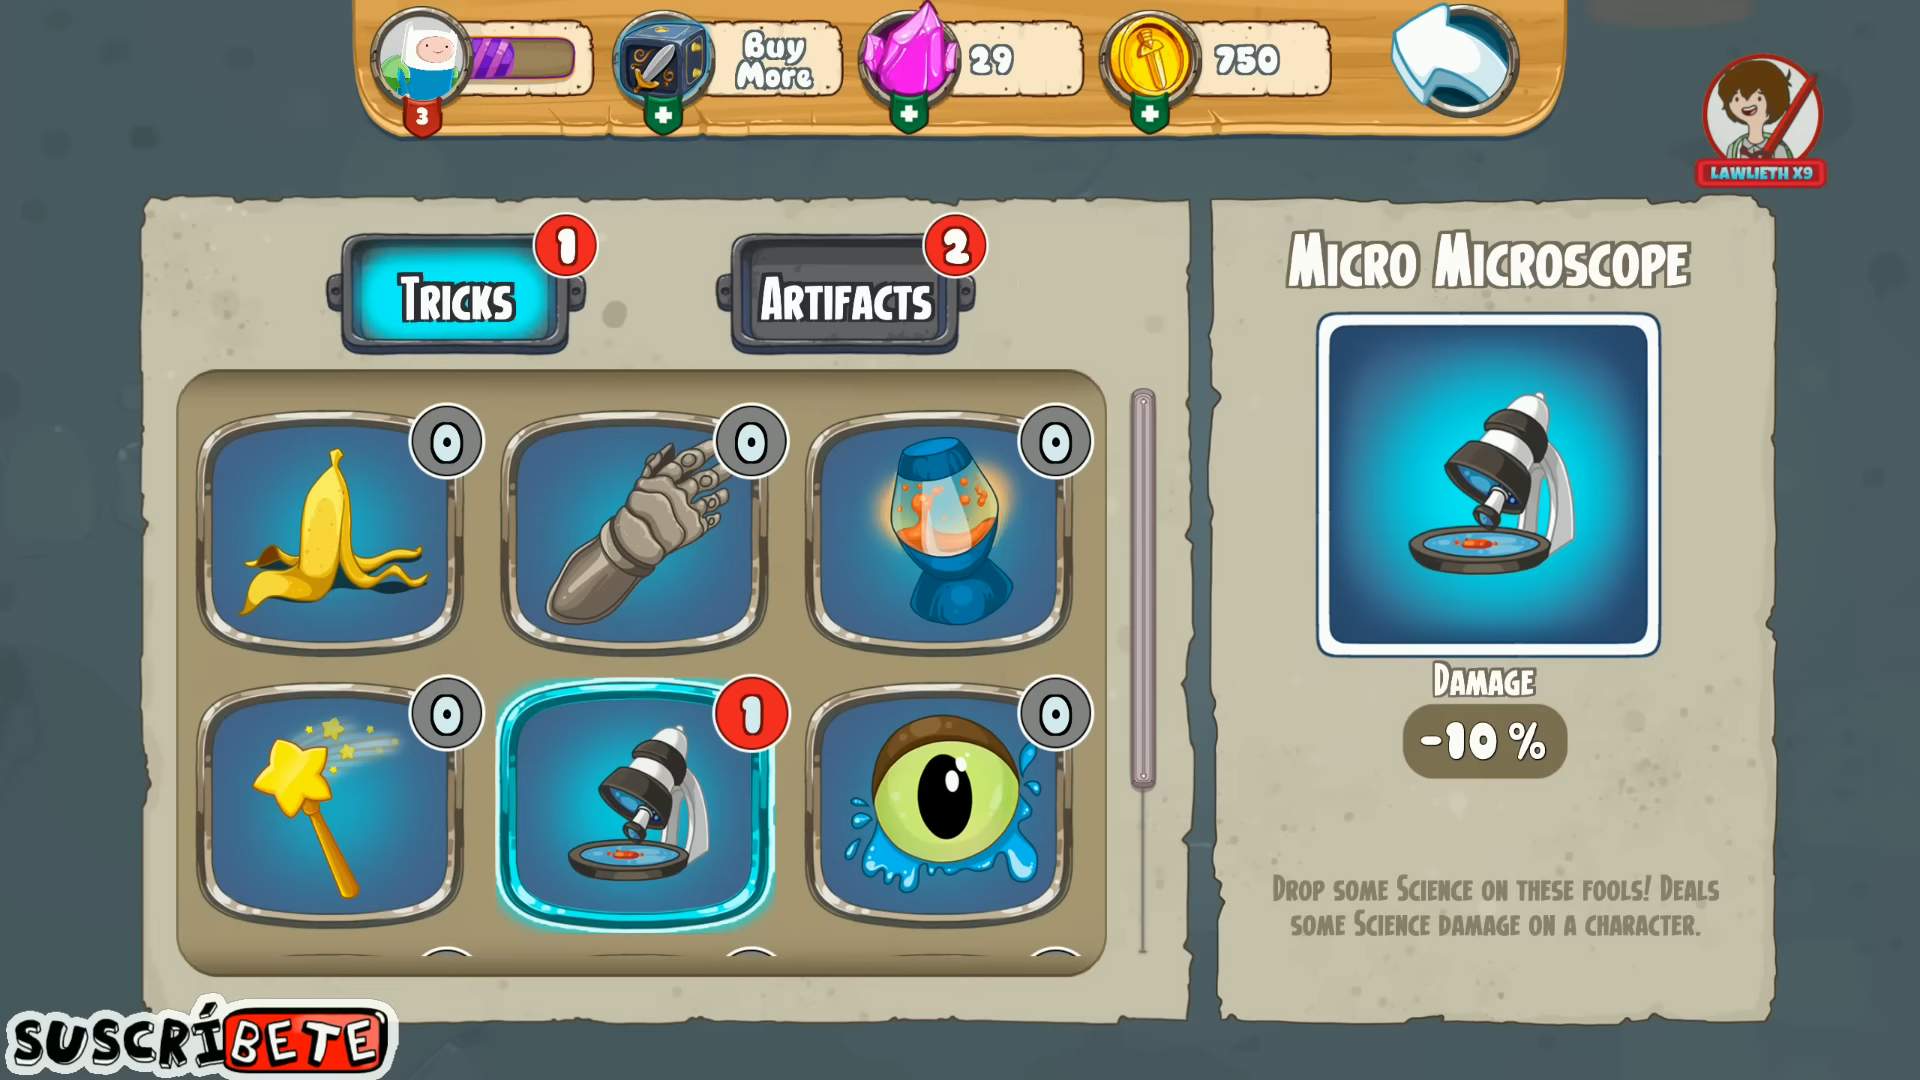 Buy
More
29
750
3
LAWLIETH X9
TRICKS
1
ARTIFACTS
2
MICRO MICROSCOPE
0
0
0
0
1
0
DAMAGE
-10 %
DROP SOME SCIENCE ON THESE FOOLS! DEALS
SOME SCIENCE DAMAGE ON A CHARACTER.
SUSCRÍBETE